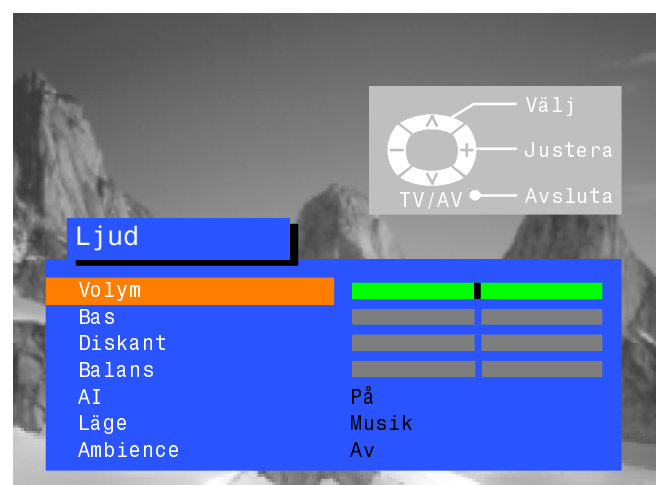 Välj
Justera
TV/AV Avsluta
Ljud
Volym
Bas
Diskant
Balans
AI På
Läge Musik
Ambience Av